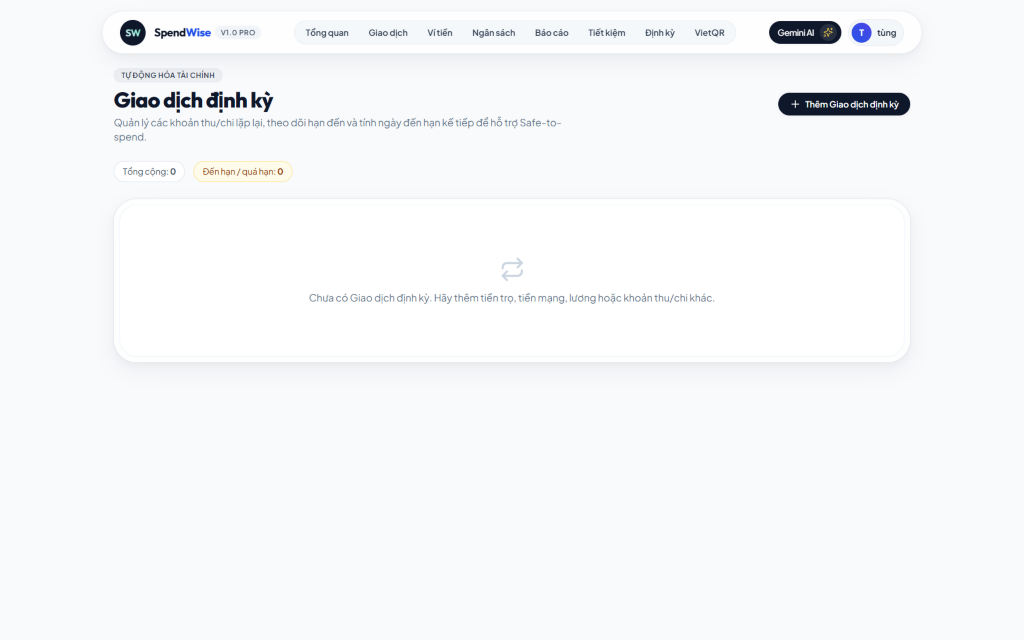 SW SpendWise V1.0 PRO Tổng quan Giao dịch Ví tiền Ngân sách Báo cáo Tiết kiệm Định kỳ VietQR Gemini AI T tùng
TỰ ĐỘNG HÓA TÀI CHÍNH
Giao dịch định kỳ
+ Thêm Giao dịch định kỳ
Quản lý các khoản thu/chi lặp lại, theo dõi hạn đến và tính ngày đến hạn kế tiếp để hỗ trợ Safe-to-
spend.
Tổng cộng: 0 Đến hạn / quá hạn: 0
Chưa có Giao dịch định kỳ. Hãy thêm tiền trọ, tiền mạng, lương hoặc khoản thu/chi khác.